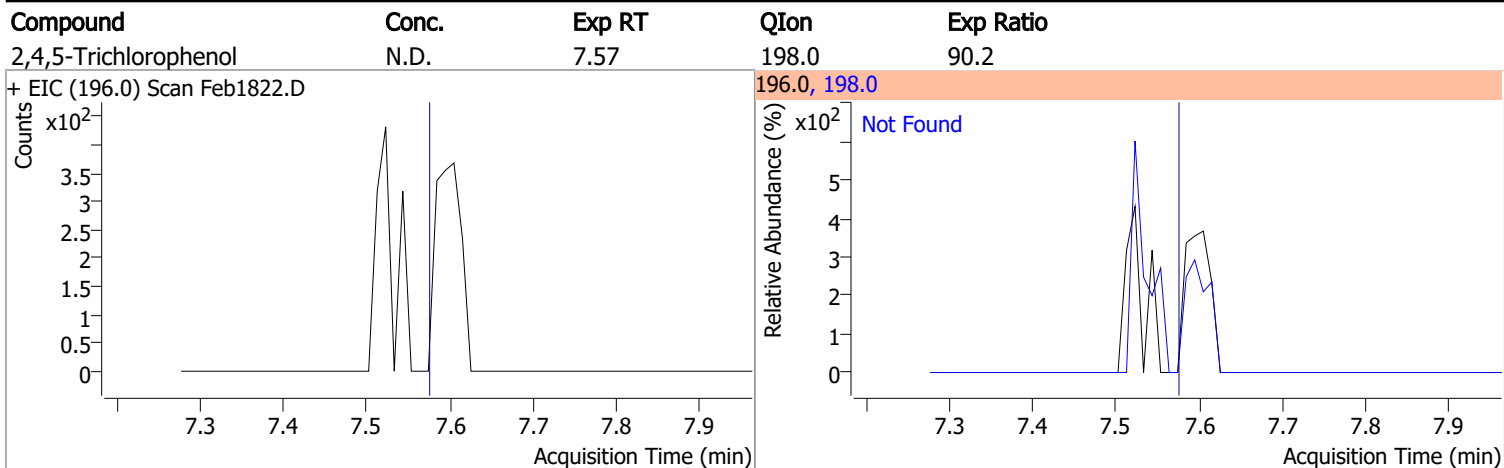 Compound Conc. Exp RT QIon Exp Ratio
2,4,5-Trichlorophenol N.D. 7.57 198.0 90.2
+ EIC (196.0) Scan Feb1822.D
Counts
x10²
3.5
3
2.5
2
1.5
1
0.5
0
7.3 7.4 7.5 7.6 7.7 7.8 7.9
Acquisition Time (min)
196.0, 198.0
Relative Abundance (%)
x10²
Not Found
5
4
3
2
1
0
7.3 7.4 7.5 7.6 7.7 7.8 7.9
Acquisition Time (min)